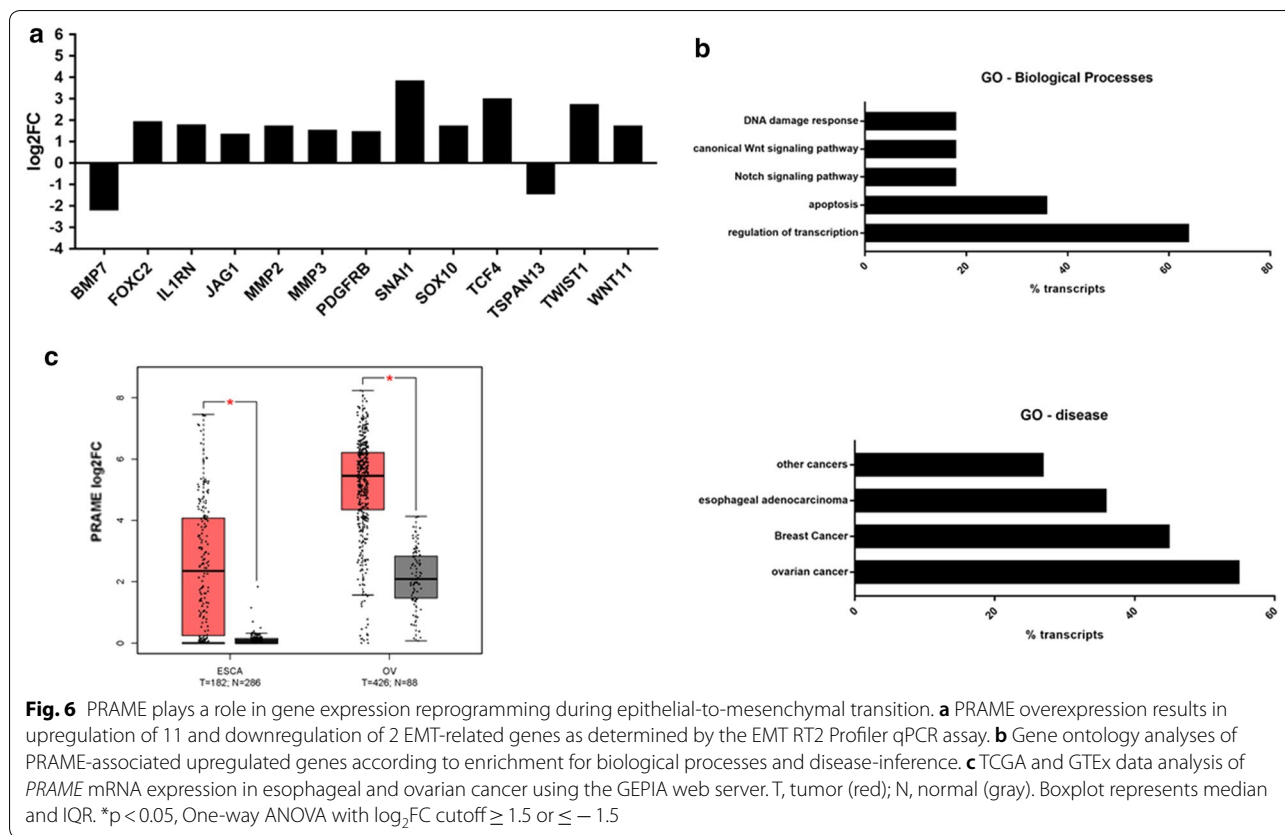 a
6
5
4
3
2
1
0
-1
-2
-3
-4
log2FC
BMP7
FOXC2
IL1RN
JAG1
MMP2
MMP3
PDGFRB
SNAI1
SOX10
TCF4
TSPAN13
TWIST1
WNT11
b
GO - Biological Processes
DNA damage response
canonical Wnt signaling pathway
Notch signaling pathway
apoptosis
regulation of transcription
0 20 40 60 80
% transcripts
GO - disease
other cancers
esophageal adenocarcinoma
Breast Cancer
ovarian cancer
0 20 40 60
% transcripts
c
PRAME log2FC
8
6
4
2
0
*
*
ESCA
T=182; N=286
OV
T=426; N=88
Fig. 6 PRAME plays a role in gene expression reprogramming during epithelial-to-mesenchymal transition. a PRAME overexpression results in
upregulation of 11 and downregulation of 2 EMT-related genes as determined by the EMT RT2 Profiler qPCR assay. b Gene ontology analyses of
PRAME-associated upregulated genes according to enrichment for biological processes and disease-inference. c TCGA and GTEx data analysis of
PRAME mRNA expression in esophageal and ovarian cancer using the GEPIA web server. T, tumor (red); N, normal (gray). Boxplot represents median
and IQR. *p < 0.05, One-way ANOVA with log₂FC cutoff ≥ 1.5 or ≤ − 1.5